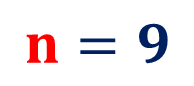 n = 9